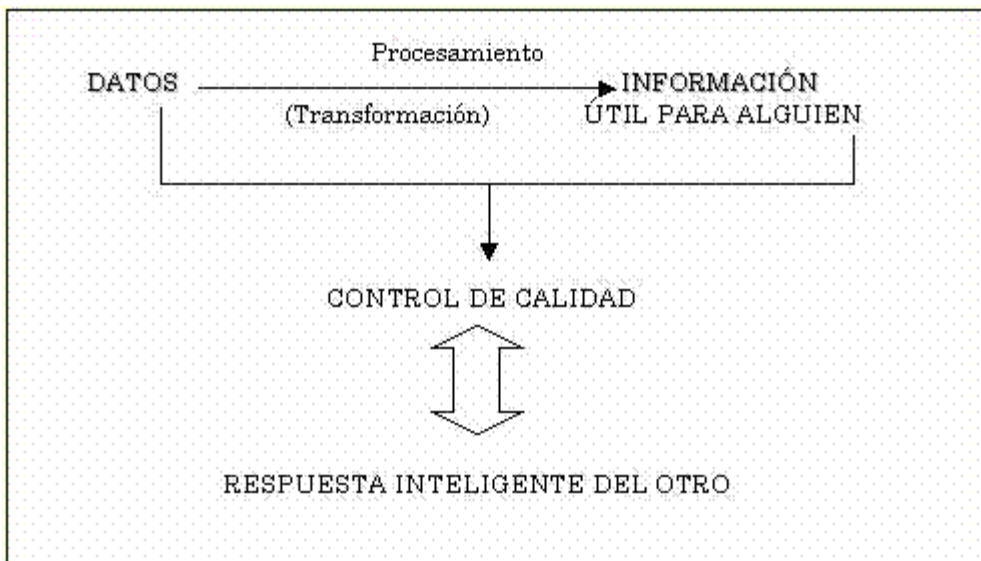 Procesamiento
DATOS
INFORMACIÓN
(Transformación)
ÚTIL PARA ALGUIEN
CONTROL DE CALIDAD
RESPUESTA INTELIGENTE DEL OTRO